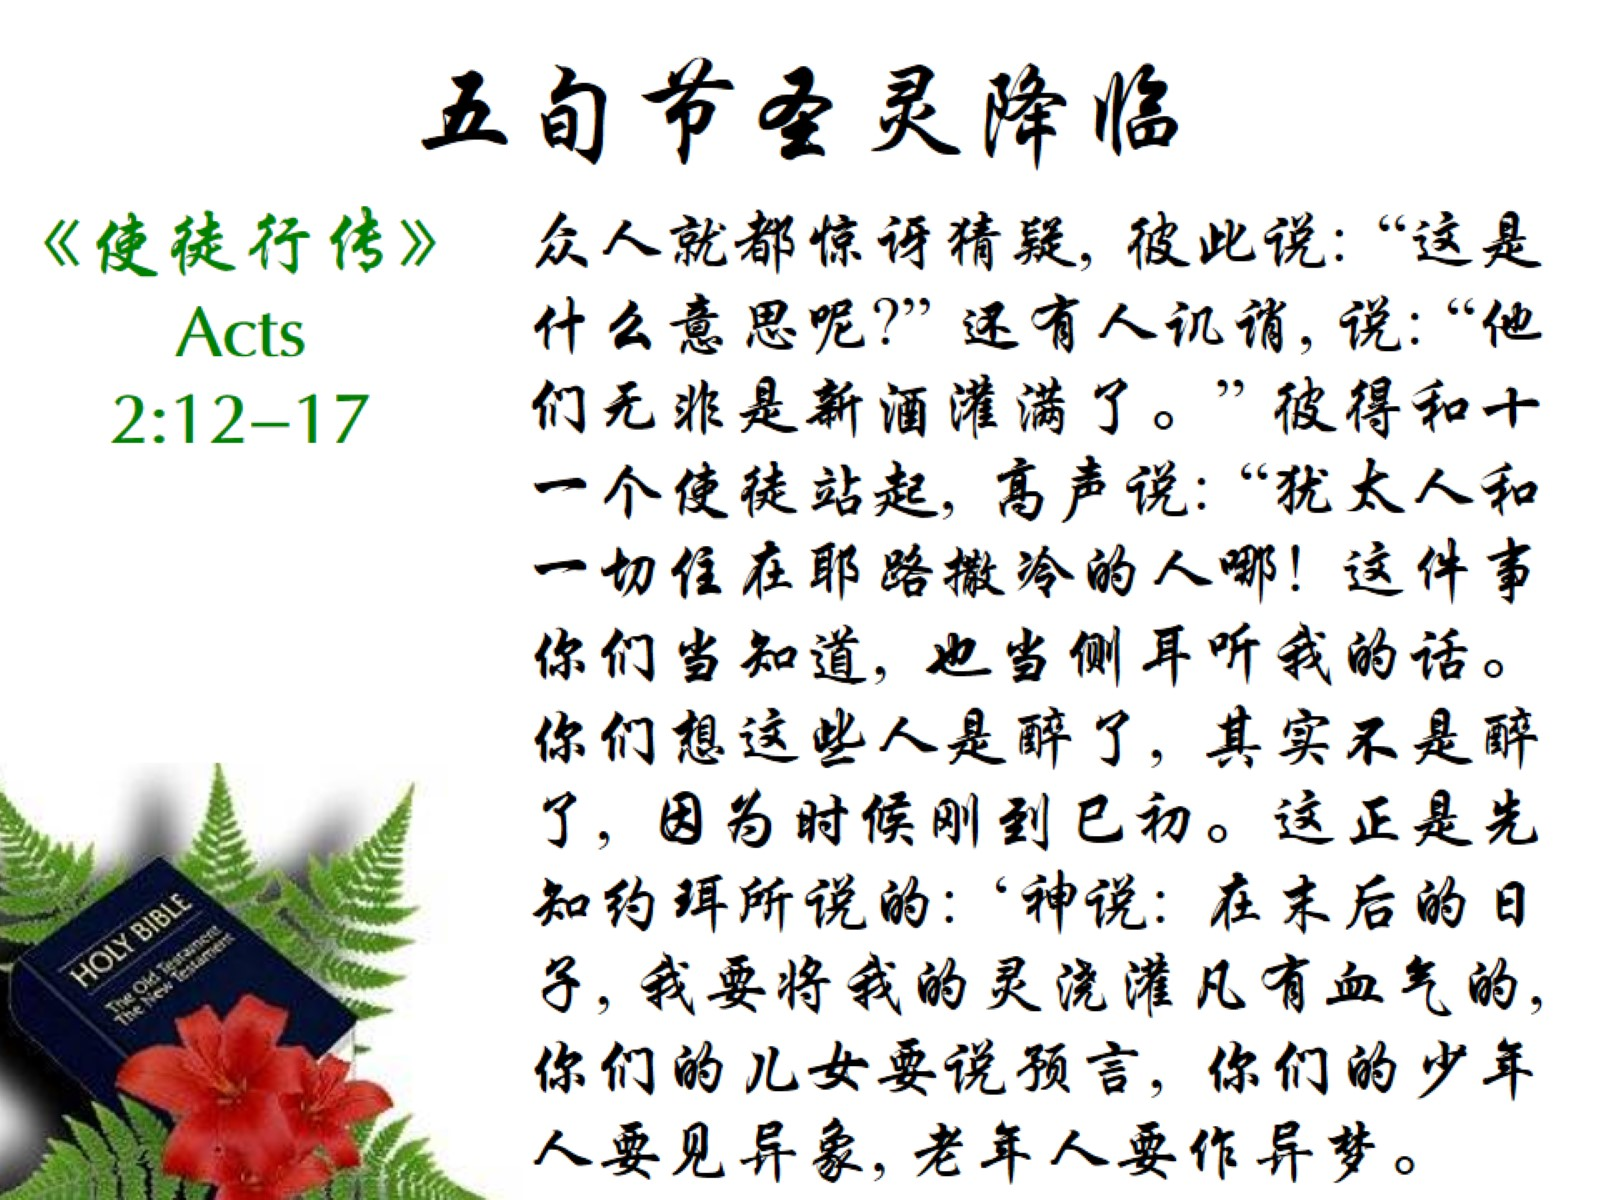 五旬节圣灵降临
《使徒行传》
Acts
2:12–17
众人就都惊讶猜疑, 彼此说: “这是
什么意思呢?” 还有人讥诮, 说: “他
们无非是新酒灌满了。” 彼得和十
一个使徒站起, 高声说: “犹太人和
一切住在耶路撒冷的人哪! 这件事
你们当知道, 也当侧耳听我的话。
你们想这些人是醉了, 其实不是醉
了, 因为时候刚到巳初。这正是先
知约珥所说的: ‘神说: 在末后的日
子, 我要将我的灵浇灌凡有血气的,
你们的儿女要说预言, 你们的少年
人要见异象, 老年人要作异梦。
HOLY BIBLE
The Old Testament
The New Testament